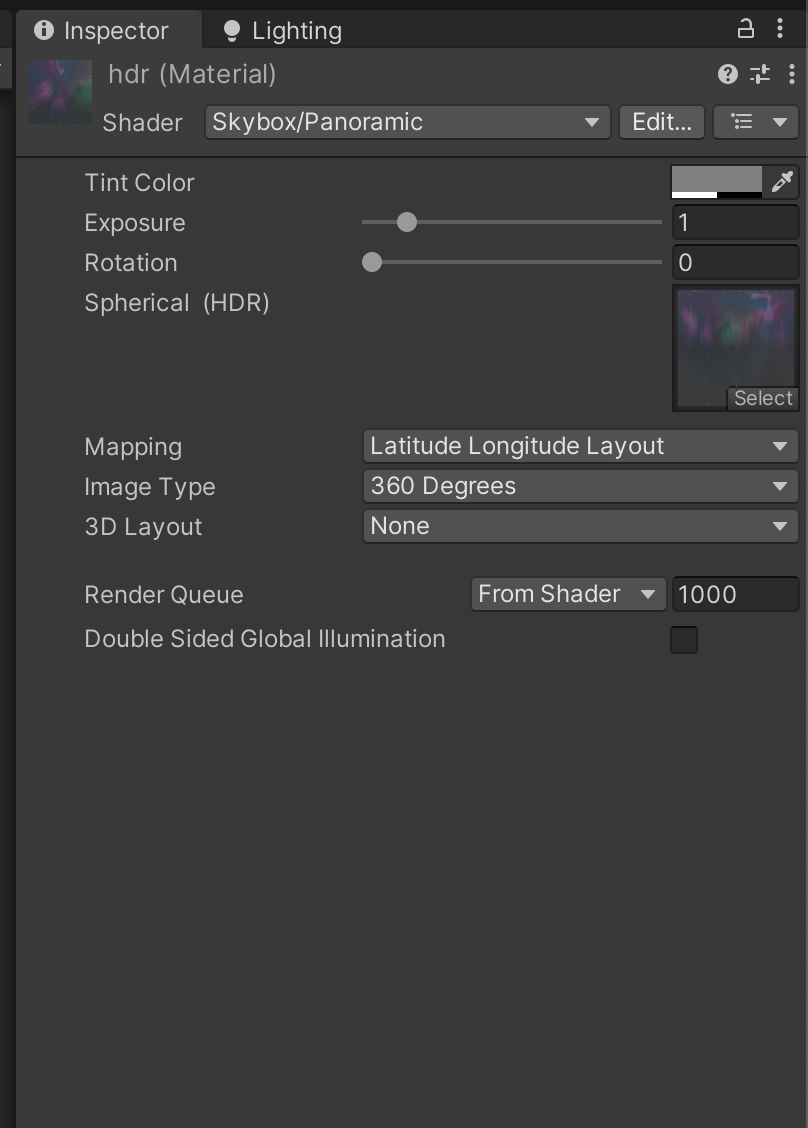 Inspector Lighting
hdr (Material)
Shader Skybox/Panoramic Edit...
Tint Color
Exposure 1
Rotation 0
Spherical (HDR)
Select
Mapping Latitude Longitude Layout
Image Type 360 Degrees
3D Layout None
Render Queue From Shader 1000
Double Sided Global Illumination